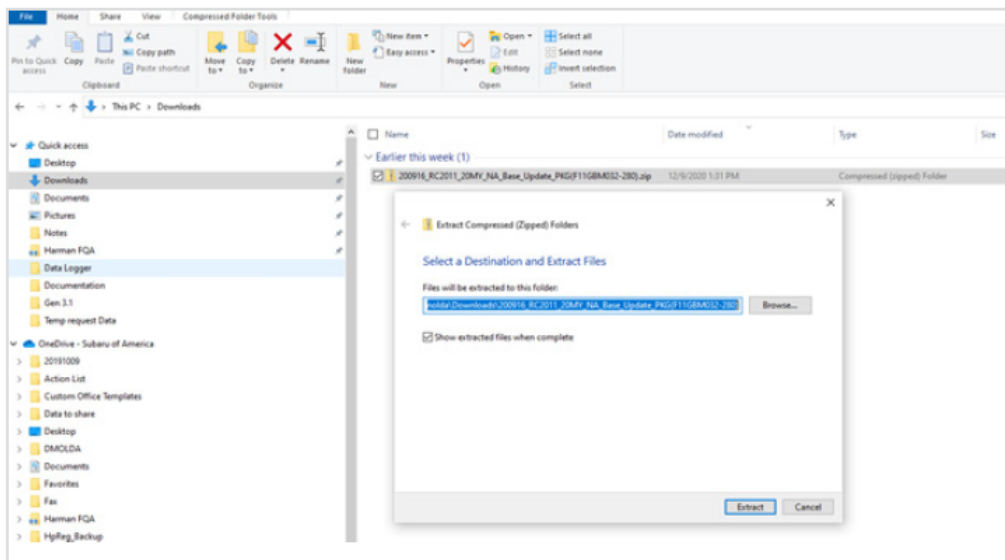 File Home Share View Compressed Folder Tools
Pin to Quick access
Copy
Paste
Cut
Copy path
Paste shortcut
Clipboard
Move to
Copy to
Delete
Rename
Organize
New folder
New item
Easy access
New
Properties
Open
Edit
History
Open
Select all
Select none
Invert selection
Select
This PC > Downloads
Name Date modified Type Size
Quick access
Desktop
Downloads
Documents
Pictures
Notes
Harman FQA
Data Logger
Documentation
Gen 3.1
Temp request Data
OneDrive - Subaru of America
20191009
Action List
Custom Office Templates
Data to share
Desktop
DMOLDA
Documents
Favorites
Fax
Harman FQA
HpReg_Backup
Earlier this week (1)
200916_RC2011_20MY_NA_Base_Update_PKG(F11GBM032-280).zip 12/9/2020 1:31 PM Compressed (zipped) Folder
Extract Compressed (Zipped) Folders
Select a Destination and Extract Files
Files will be extracted to this folder:
nolda\Downloads\200916_RC2011_20MY_NA_Base_Update_PKG(F11GBM032-280)
Browse...
Show extracted files when complete
Extract Cancel